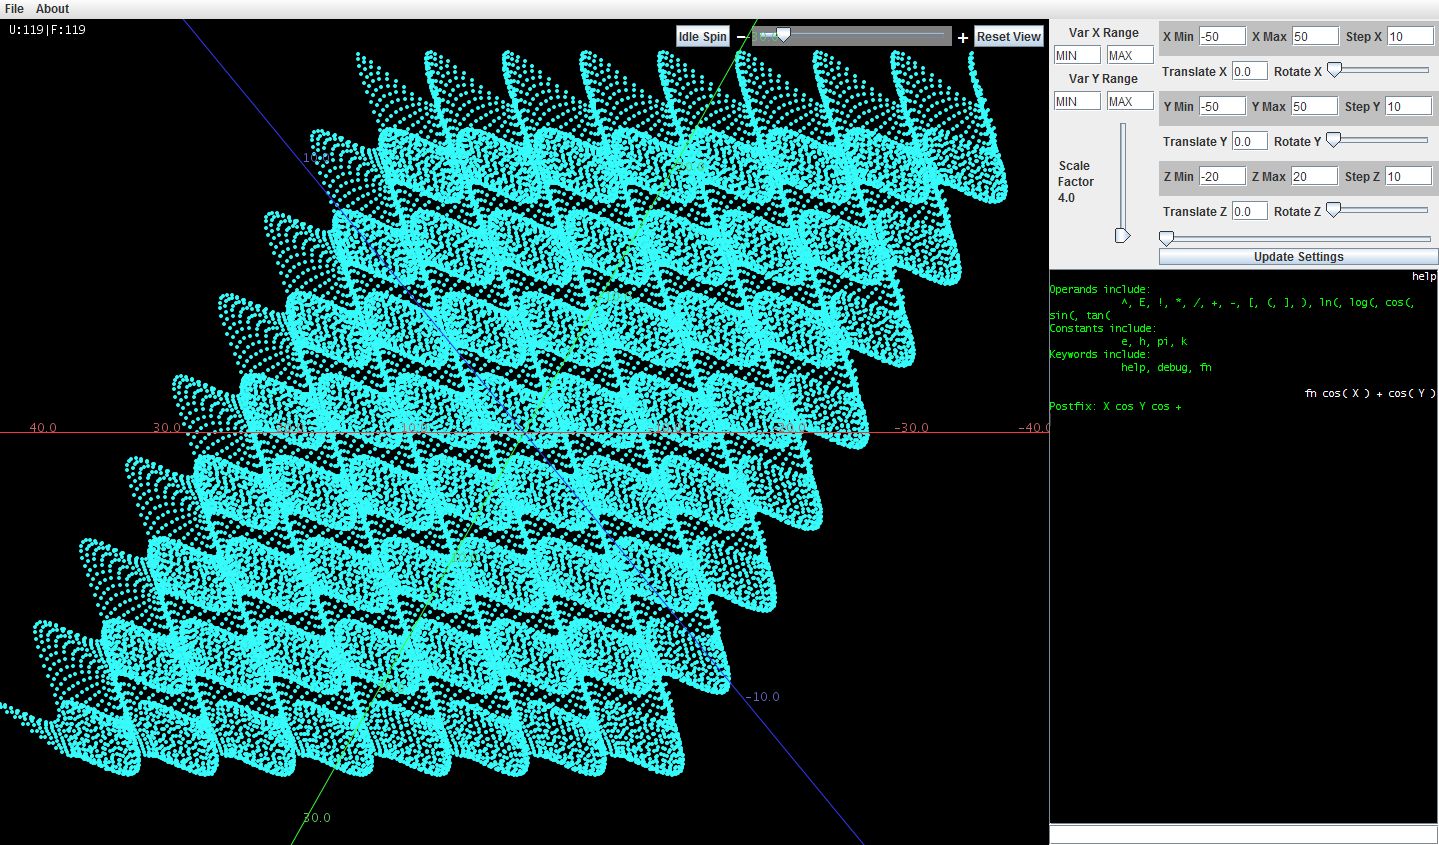 File About
U:119|F:119
Idle Spin - + Reset View
10.0
40.0 30.0 -30.0 -40.0
-10.0
30.0
Var X Range
MIN MAX
Var Y Range
MIN MAX
Scale
Factor
4.0
X Min -50 X Max 50 Step X 10
Translate X 0.0 Rotate X
Y Min -50 Y Max 50 Step Y 10
Translate Y 0.0 Rotate Y
Z Min -20 Z Max 20 Step Z 10
Translate Z 0.0 Rotate Z
Update Settings
help
Operands include:
^, E, !, *, /, +, -, [, (, ], ), ln(, log(, cos(,
sin(, tan(
Constants include:
e, h, pi, k
Keywords include:
help, debug, fn
fn cos( X ) + cos( Y )
Postfix: X cos Y cos +